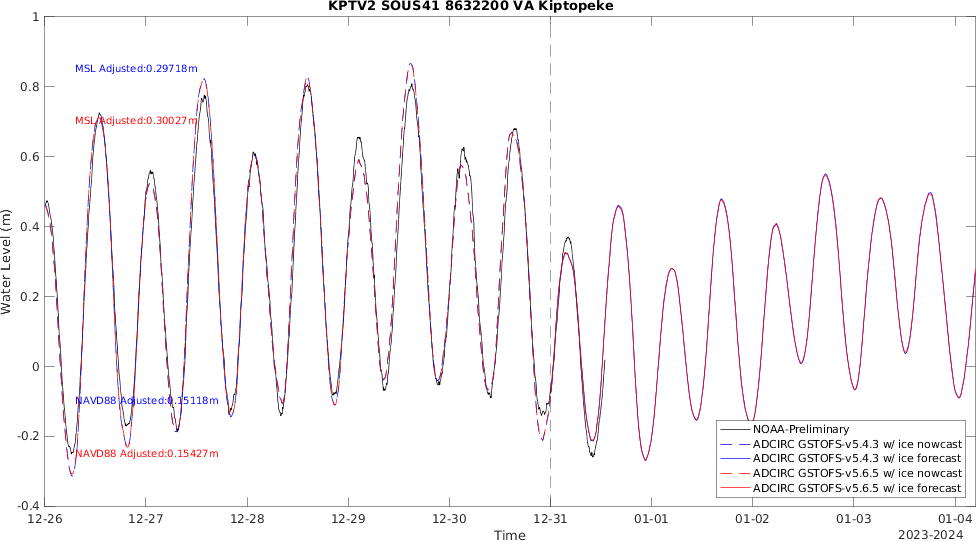 KPTV2 SOUS41 8632200 VA Kiptopeke
1
0.8
0.6
0.4
0.2
0
-0.2
-0.4
Water Level (m)
MSL Adjusted:0.29718m
MSL Adjusted:0.30027m
NAVD88 Adjusted:0.15118m
NAVD88 Adjusted:0.15427m
NOAA-Preliminary
ADCIRC GSTOFS-v5.4.3 w/ ice nowcast
ADCIRC GSTOFS-v5.4.3 w/ ice forecast
ADCIRC GSTOFS-v5.6.5 w/ ice nowcast
ADCIRC GSTOFS-v5.6.5 w/ ice forecast
12-26 12-27 12-28 12-29 12-30 12-31 01-01 01-02 01-03 01-04
Time
2023-2024